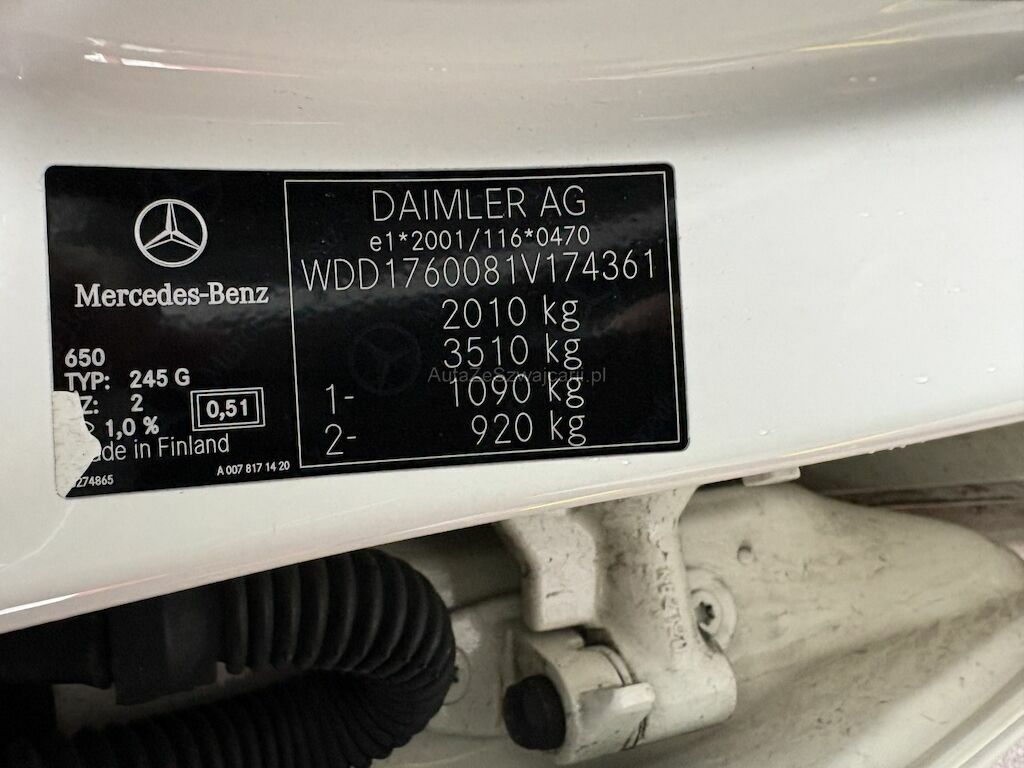 Mercedes-Benz
650
TYP: 245 G
Z: 2
1,0 %
0,51
ade in Finland
274865
A 007 817 14 20
DAIMLER AG
e1*2001/116*0470
WDD1760081V174361
2010 kg
3510 kg
1- 1090 kg
2- 920 kg
AutaZeSzwajcarii.pl